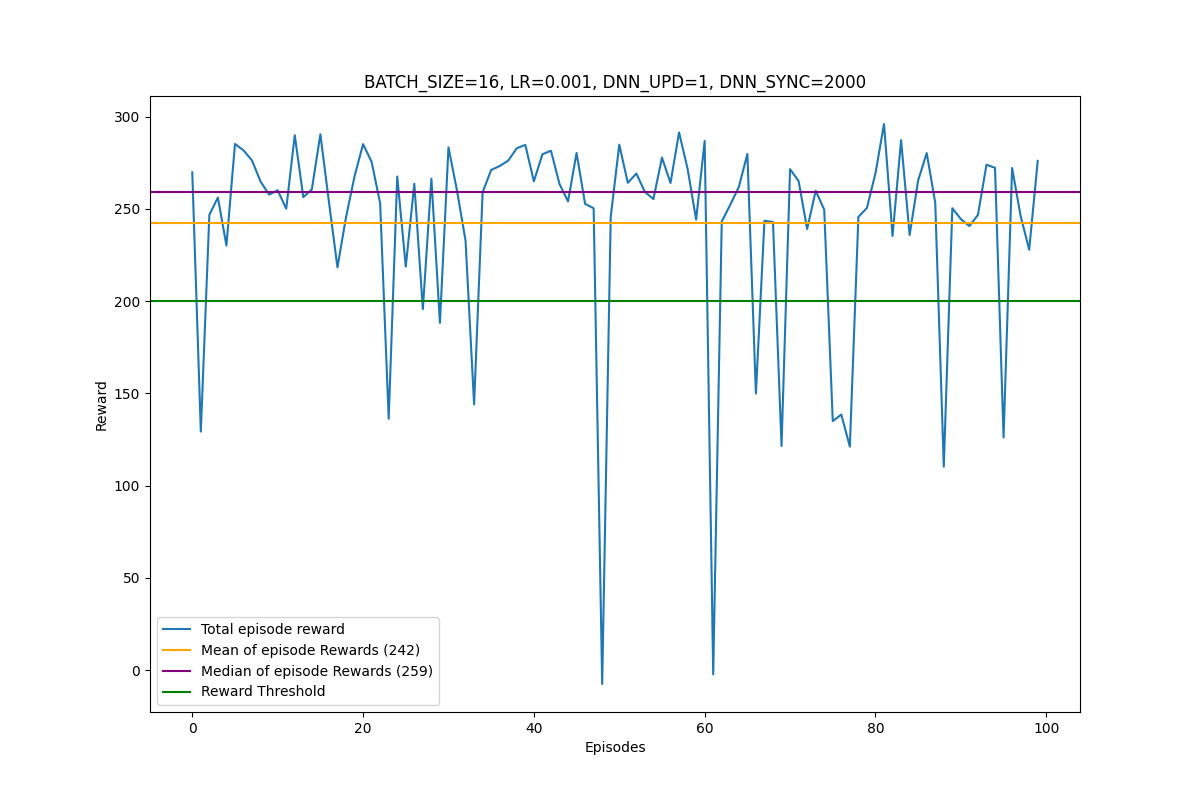 BATCH_SIZE=16, LR=0.001, DNN_UPD=1, DNN_SYNC=2000
300
250
200
150
100
50
0
Reward
Total episode reward
Mean of episode Rewards (242)
Median of episode Rewards (259)
Reward Threshold
0 20 40 60 80 100
Episodes